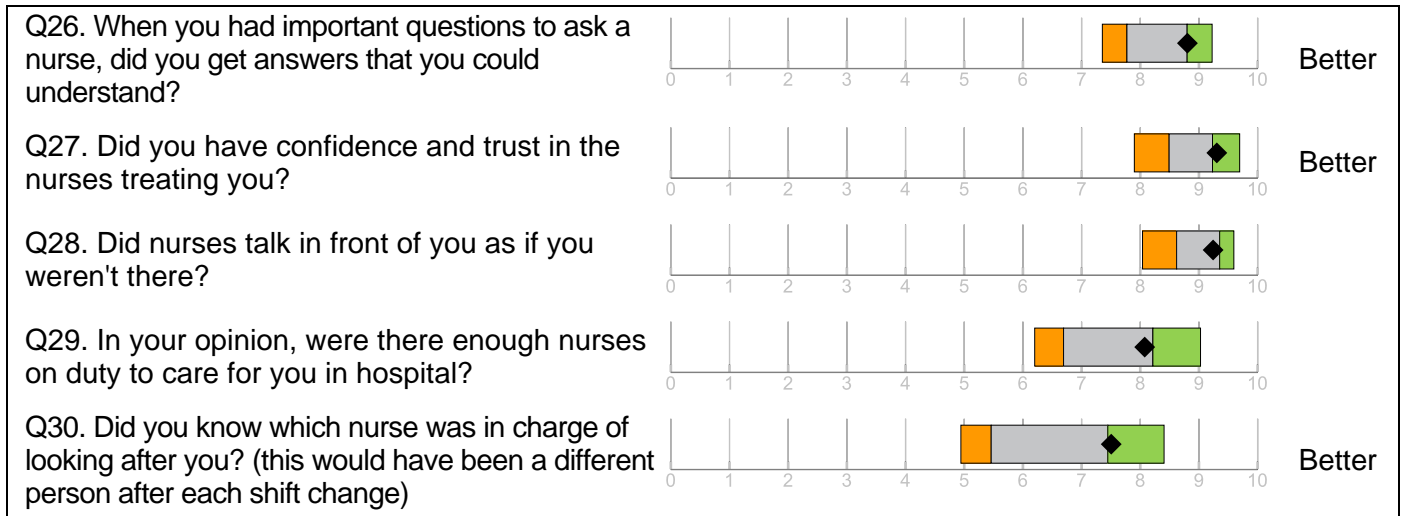 Q26. When you had important questions to ask a
nurse, did you get answers that you could
understand?
0 1 2 3 4 5 6 7 8 9 10
Better
Q27. Did you have confidence and trust in the
nurses treating you?
0 1 2 3 4 5 6 7 8 9 10
Better
Q28. Did nurses talk in front of you as if you
weren't there?
0 1 2 3 4 5 6 7 8 9 10
Q29. In your opinion, were there enough nurses
on duty to care for you in hospital?
0 1 2 3 4 5 6 7 8 9 10
Q30. Did you know which nurse was in charge of
looking after you? (this would have been a different
person after each shift change)
0 1 2 3 4 5 6 7 8 9 10
Better